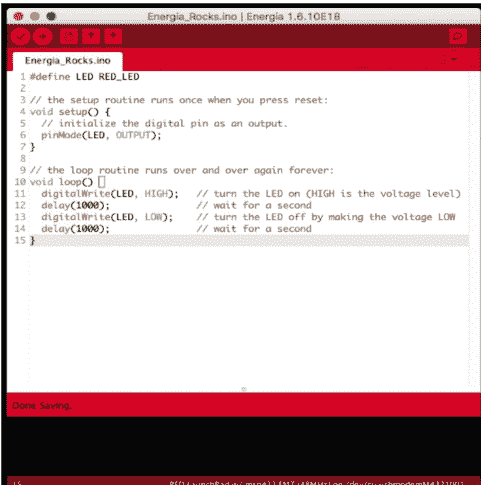 Energia_Rocks.ino | Energia 1.6.10E18
Energia_Rocks.ino
1 #define LED RED_LED
2
3 // the setup routine runs once when you press reset:
4 void setup() {
5 // initialize the digital pin as an output.
6 pinMode(LED, OUTPUT);
7 }
8
9 // the loop routine runs over and over again forever:
10 void loop() {
11 digitalWrite(LED, HIGH); // turn the LED on (HIGH is the voltage level)
12 delay(1000); // wait for a second
13 digitalWrite(LED, LOW); // turn the LED off by making the voltage LOW
14 delay(1000); // wait for a second
15 }
Done Saving.
15